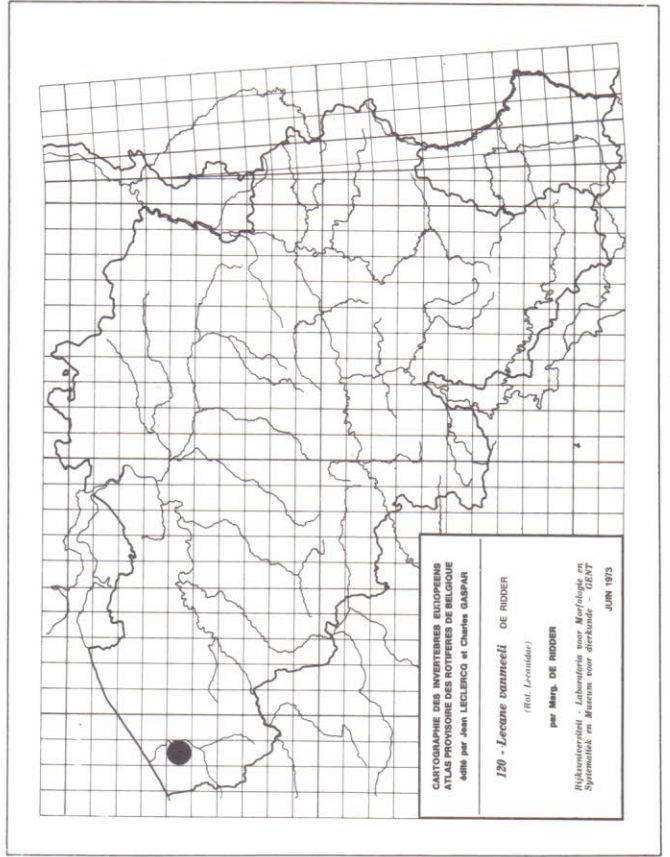 CARTOGRAPHIE DES INVERTEBRES EUROPEENS
ATLAS PROVISOIRE DES ROTIFERES DE BELGIQUE
édité par Jean LECLERCQ et Charles GASPAR
120 - Lecane vanmeeli DE RIDDER
(Rot. Lecanidae)
par Marg. DE RIDDER
Rijksuniversiteit - Laboratoria voor Morfologie en
Systematiek en Museum voor dierkunde - GENT
JUIN 1973